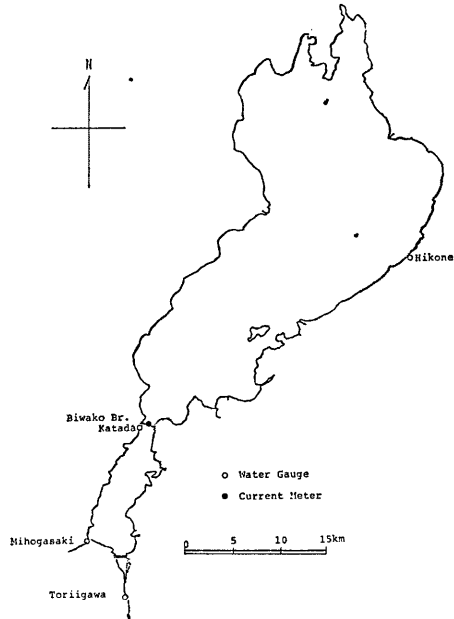 N
Hikone
Biwako Br.
Katada
Water Gauge
Current Meter
Mihogasaki
0 5 10 15km
Toriigawa